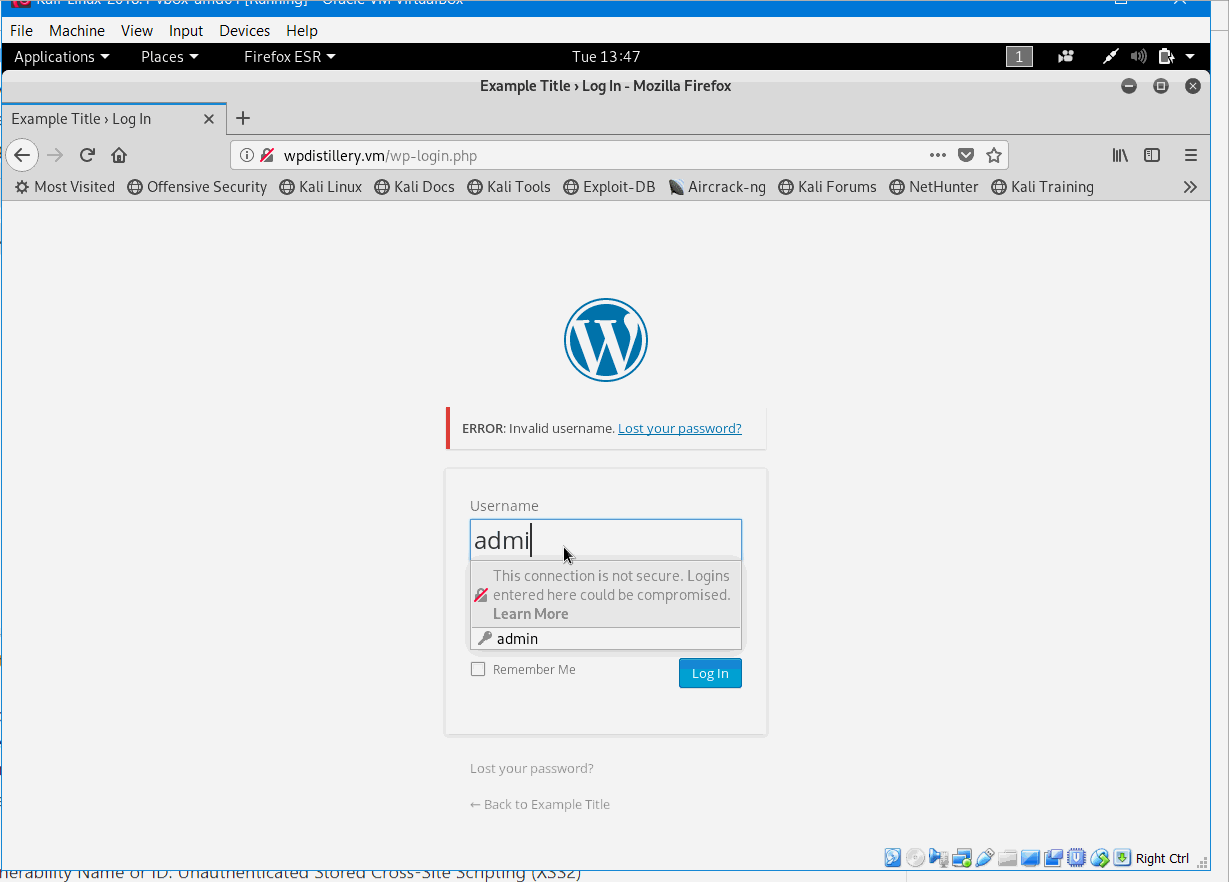 Kali-Linux-2018.1-vbox-amd64 [Running] - Oracle VM VirtualBox
File Machine View Input Devices Help
Applications Places Firefox ESR Tue 13:47 1
Example Title › Log In - Mozilla Firefox
Example Title › Log In
wpdistillery.vm/wp-login.php
Most Visited Offensive Security Kali Linux Kali Docs Kali Tools Exploit-DB Aircrack-ng Kali Forums NetHunter Kali Training
ERROR: Invalid username. Lost your password?
Username
admi
This connection is not secure. Logins
entered here could be compromised.
Learn More
admin
Remember Me Log In
Lost your password?
← Back to Example Title
Right Ctrl
nerability Name or ID: Unauthenticated Stored Cross-Site Scripting (XSS2)